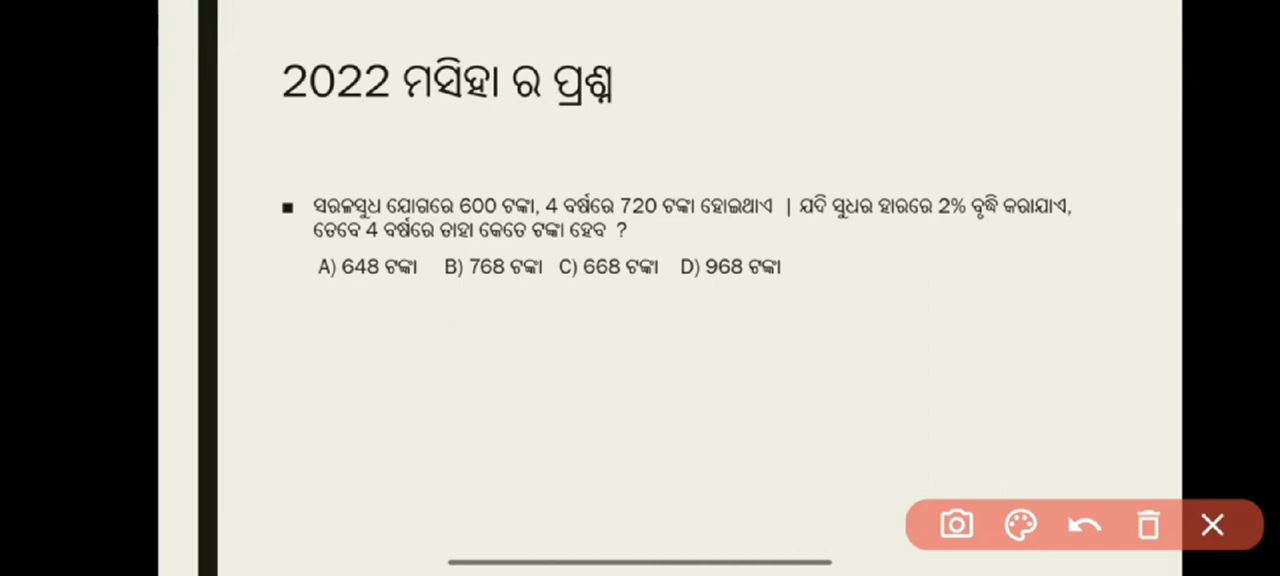 2022 ମସିହା ର ପ୍ରଶ୍ନ
▪ ସରଳସୁଧ ଯୋଗରେ 600 ଟଙ୍କା, 4 ବର୍ଷରେ 720 ଟଙ୍କା ହୋଇଥାଏ | ଯଦି ସୁଧର ହାରରେ 2% ବୃଦ୍ଧି କରାଯାଏ,
ତେବେ 4 ବର୍ଷରେ ତାହା କେତେ ଟଙ୍କା ହେବ ?
A) 648 ଟଙ୍କା B) 768 ଟଙ୍କା C) 668 ଟଙ୍କା D) 968 ଟଙ୍କା